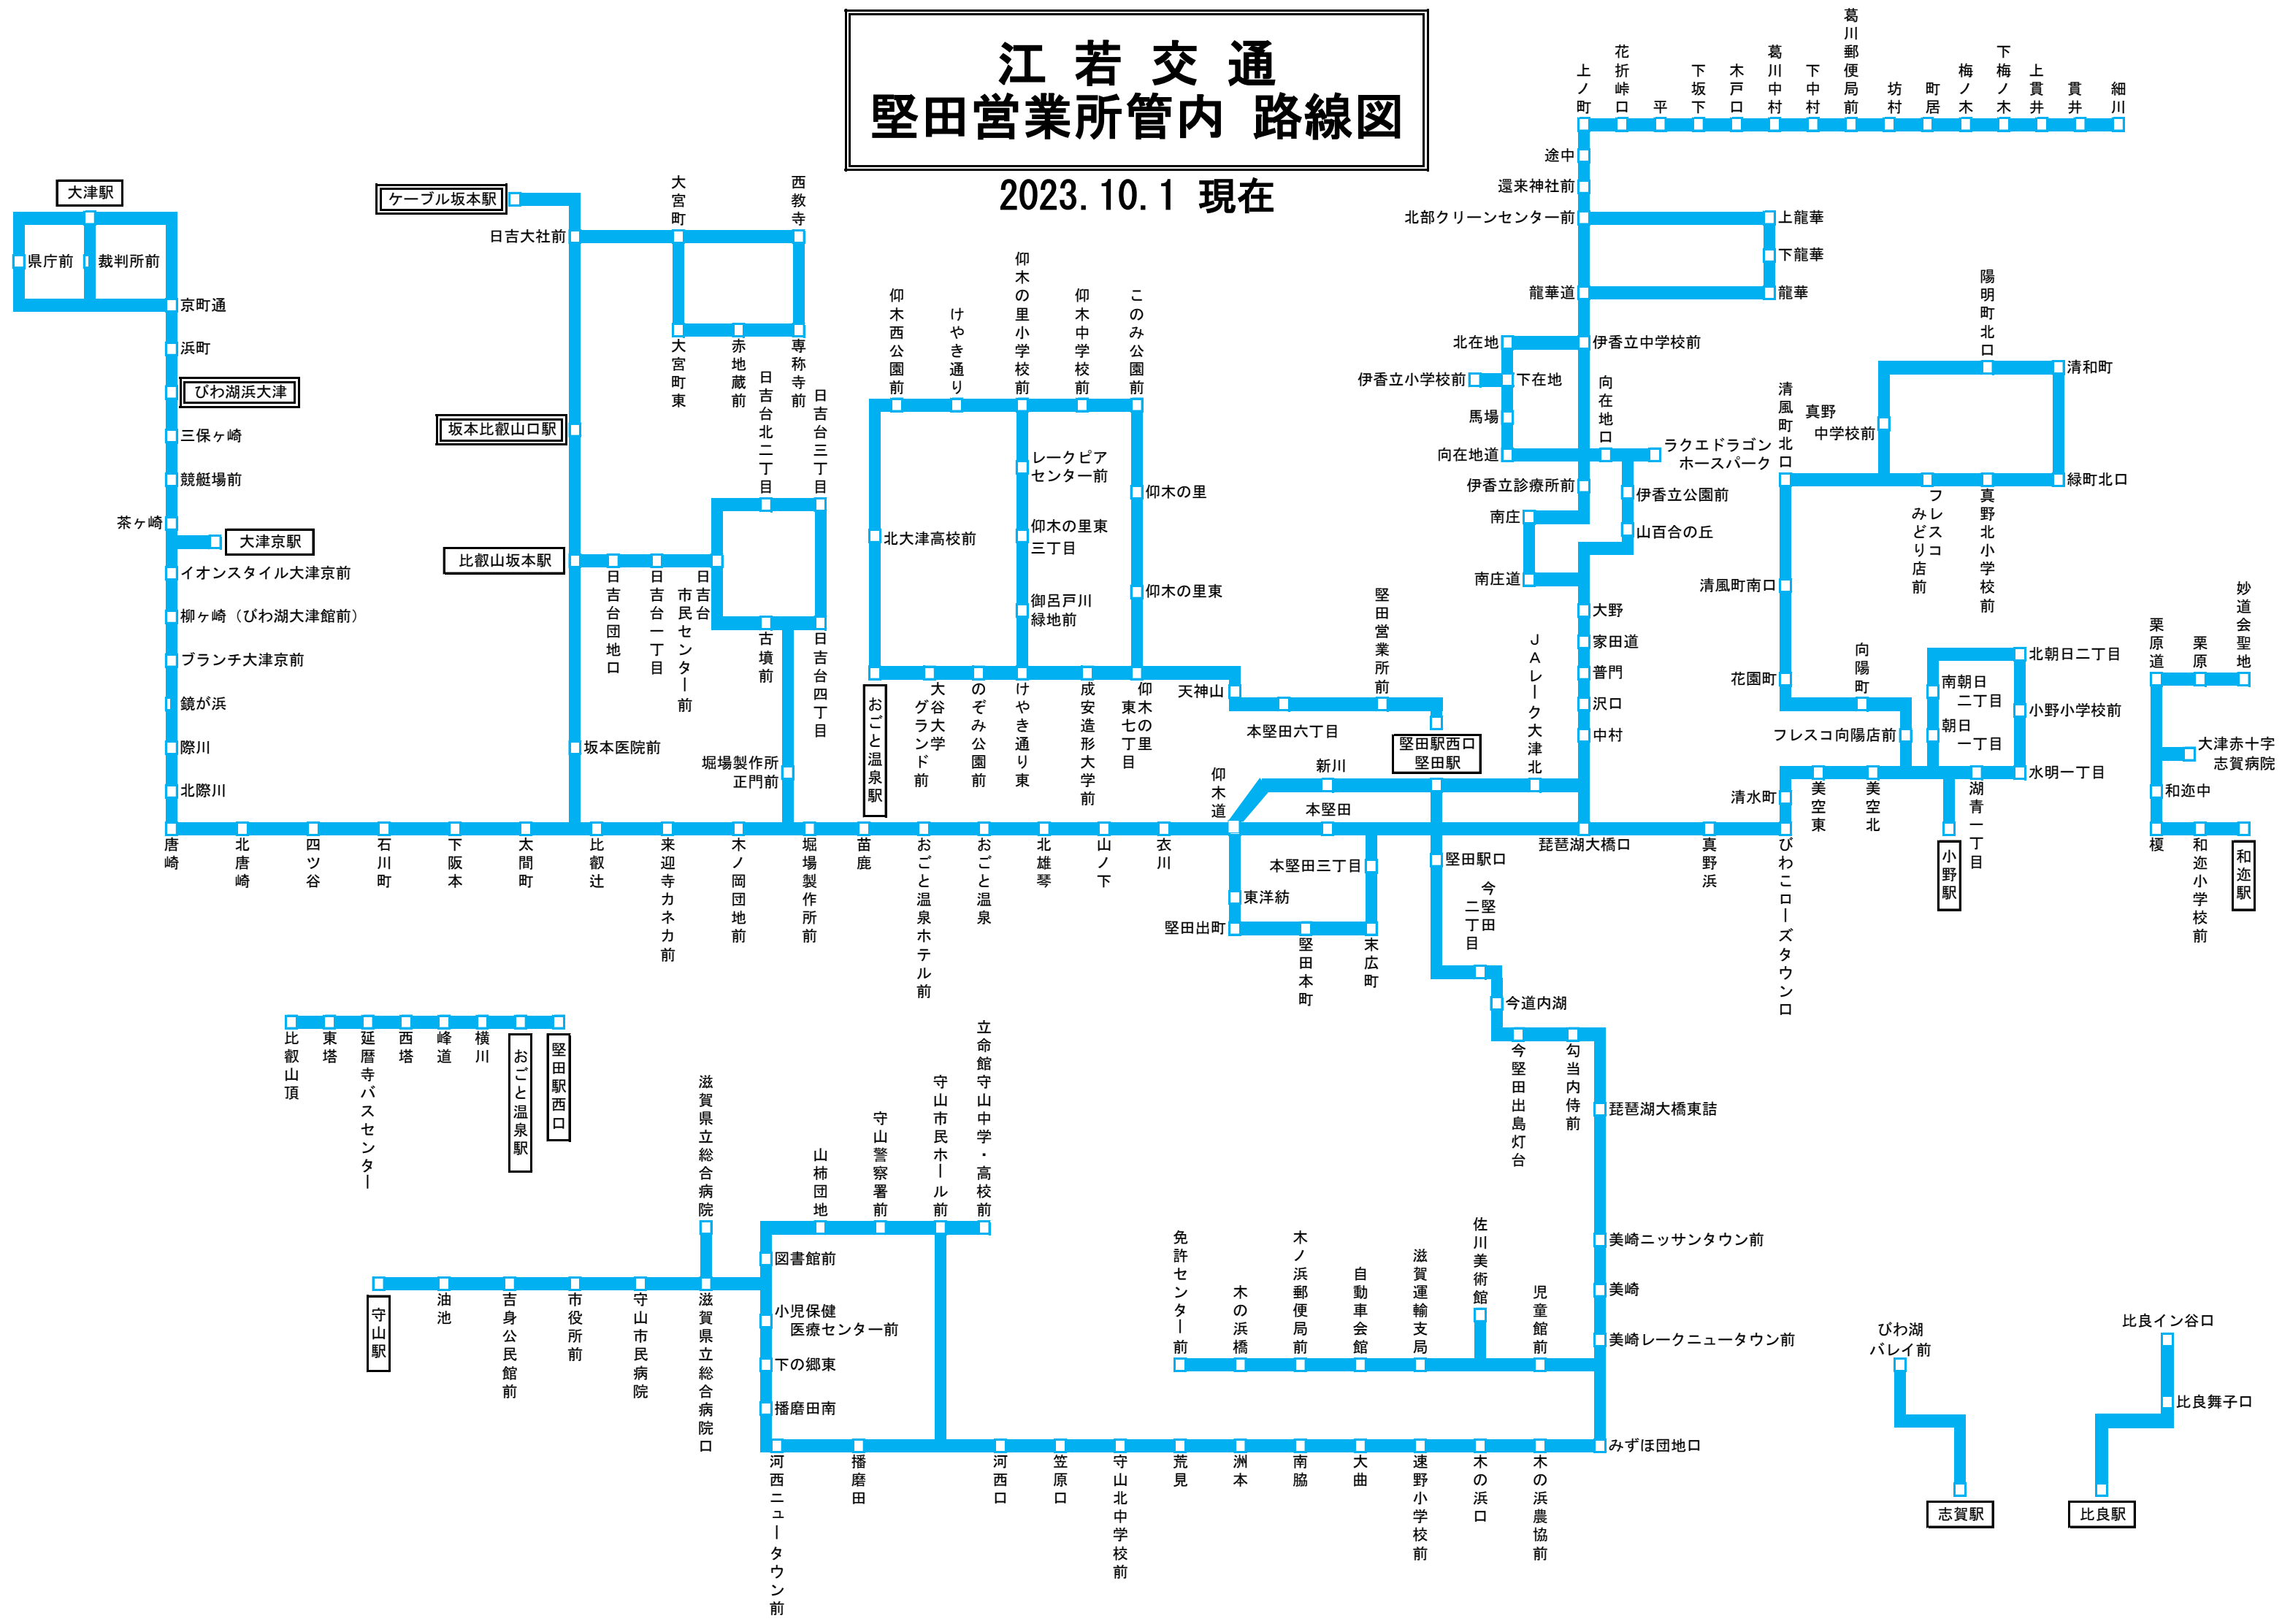 江若交通
堅田営業所管内 路線図
2023.10.1 現在
大津駅
県庁前
裁判所前
京町通
浜町
びわ湖浜大津
三保ヶ崎
競艇場前
茶ヶ崎
大津京駅
イオンスタイル大津京前
柳ヶ崎（びわ湖大津館前）
ブランチ大津京前
鏡が浜
際川
北際川
唐崎
北唐崎
四ツ谷
石川町
下阪本
太間町
比叡辻
来迎寺カネカ前
木ノ岡団地前
堀場製作所前
苗鹿
おごと温泉ホテル前
おごと温泉
北雄琴
山ノ下
衣川
ケーブル坂本駅
日吉大社前
大宮町
西教寺
大宮町東
赤地蔵前
専称寺前
坂本比叡山口駅
比叡山坂本駅
日吉台団地口
日吉台一丁目
日吉台
市民センター前
日吉台北二丁目
日吉台三丁目
古墳前
日吉台四丁目
坂本医院前
堀場製作所
正門前
仰木西公園前
けやき通り
仰木の里小学校前
仰木中学校前
このみ公園前
北大津高校前
レークピア
センター前
仰木の里東
三丁目
御呂戸川
緑地前
仰木の里
仰木の里東
おごと温泉駅
大谷大学
グランド前
のぞみ公園前
けやき通り東
成安造形大学前
仰木の里
東七丁目
天神山
本堅田六丁目
堅田営業所前
堅田駅西口
堅田駅
仰木道
新川
本堅田
JAレーク大津北
本堅田三丁目
東洋紡
堅田出町
堅田本町
末広町
堅田駅口
今堅田
二丁目
今道内湖
今堅田出島灯台
勾当内侍前
琵琶湖大橋東詰
美崎ニッサンタウン前
美崎
美崎レークニュータウン前
みずほ団地口
上ノ町
花折峠口
平
下坂下
木戸口
葛川中村
下中村
葛川郵便局前
坊村
町居
梅ノ木
下梅ノ木
上貫井
貫井
細川
途中
還来神社前
北部クリーンセンター前
上龍華
下龍華
龍華道
龍華
北在地
伊香立中学校前
伊香立小学校前
下在地
馬場
向在地道
向在地口
ラクエドラゴン
ホースパーク
伊香立診療所前
伊香立公園前
南庄
山百合の丘
南庄道
大野
家田道
普門
沢口
中村
琵琶湖大橋口
真野浜
びわこローズタウン口
清水町
美空東
美空北
小野駅
湖青一丁目
水明一丁目
小野小学校前
北朝日二丁目
南朝日
二丁目
朝日
一丁目
フレスコ向陽店前
向陽町
花園町
清風町南口
清風町北口
真野
中学校前
陽明町北口
清和町
緑町北口
フレスコ
みどり店前
真野北小学校前
栗原道
栗原
妙道会聖地
大津赤十字
志賀病院
和迩中
榎
和迩小学校前
和迩駅
比叡山頂
東塔
延暦寺バスセンター
西塔
峰道
横川
おごと温泉駅
堅田駅西口
守山駅
油池
吉身公民館前
市役所前
守山市民病院
滋賀県立総合病院口
滋賀県立総合病院
山柿団地
守山警察署前
守山市民ホール前
立命館守山中学・高校前
図書館前
小児保健
医療センター前
下の郷東
播磨田南
河西ニュータウン前
播磨田
河西口
笠原口
守山北中学校前
荒見
洲本
南脇
大曲
速野小学校前
木の浜口
木の浜農協前
免許センター前
木の浜橋
木ノ浜郵便局前
自動車会館
滋賀運輸支局
佐川美術館
児童館前
びわ湖
バレイ前
志賀駅
比良イン谷口
比良舞子口
比良駅